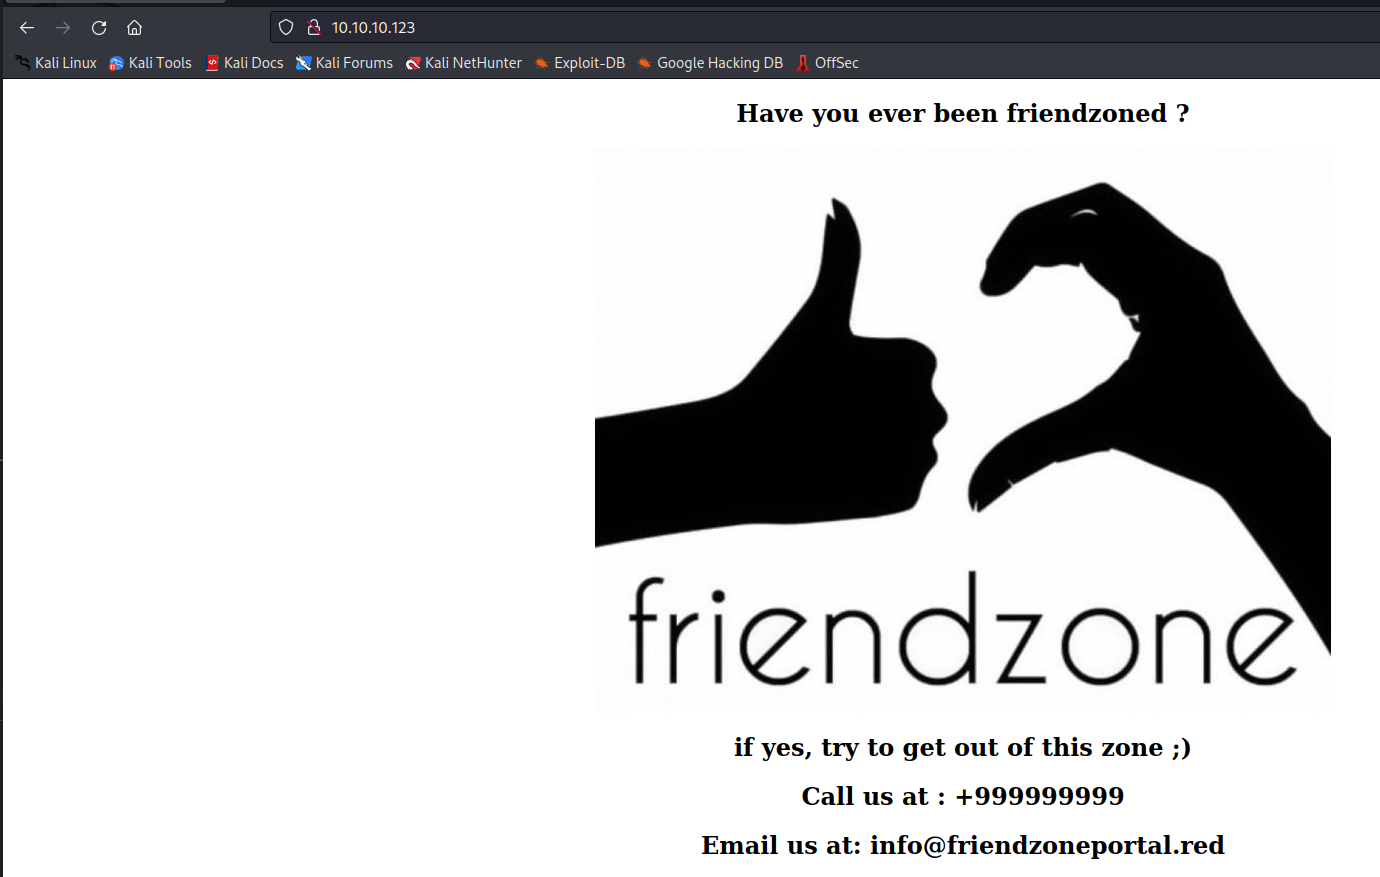 10.10.10.123
Kali Linux Kali Tools Kali Docs Kali Forums Kali NetHunter Exploit-DB Google Hacking DB OffSec
Have you ever been friendzoned ?
friendzone
if yes, try to get out of this zone ;)
Call us at : +999999999
Email us at: info@friendzoneportal.red